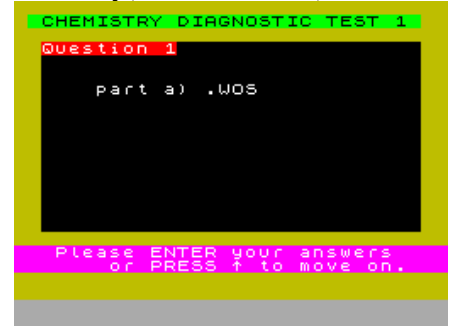 CHEMISTRY DIAGNOSTIC TEST 1
Question 1
part a) .WOS
Please ENTER your answers
or PRESS ↑ to move on.